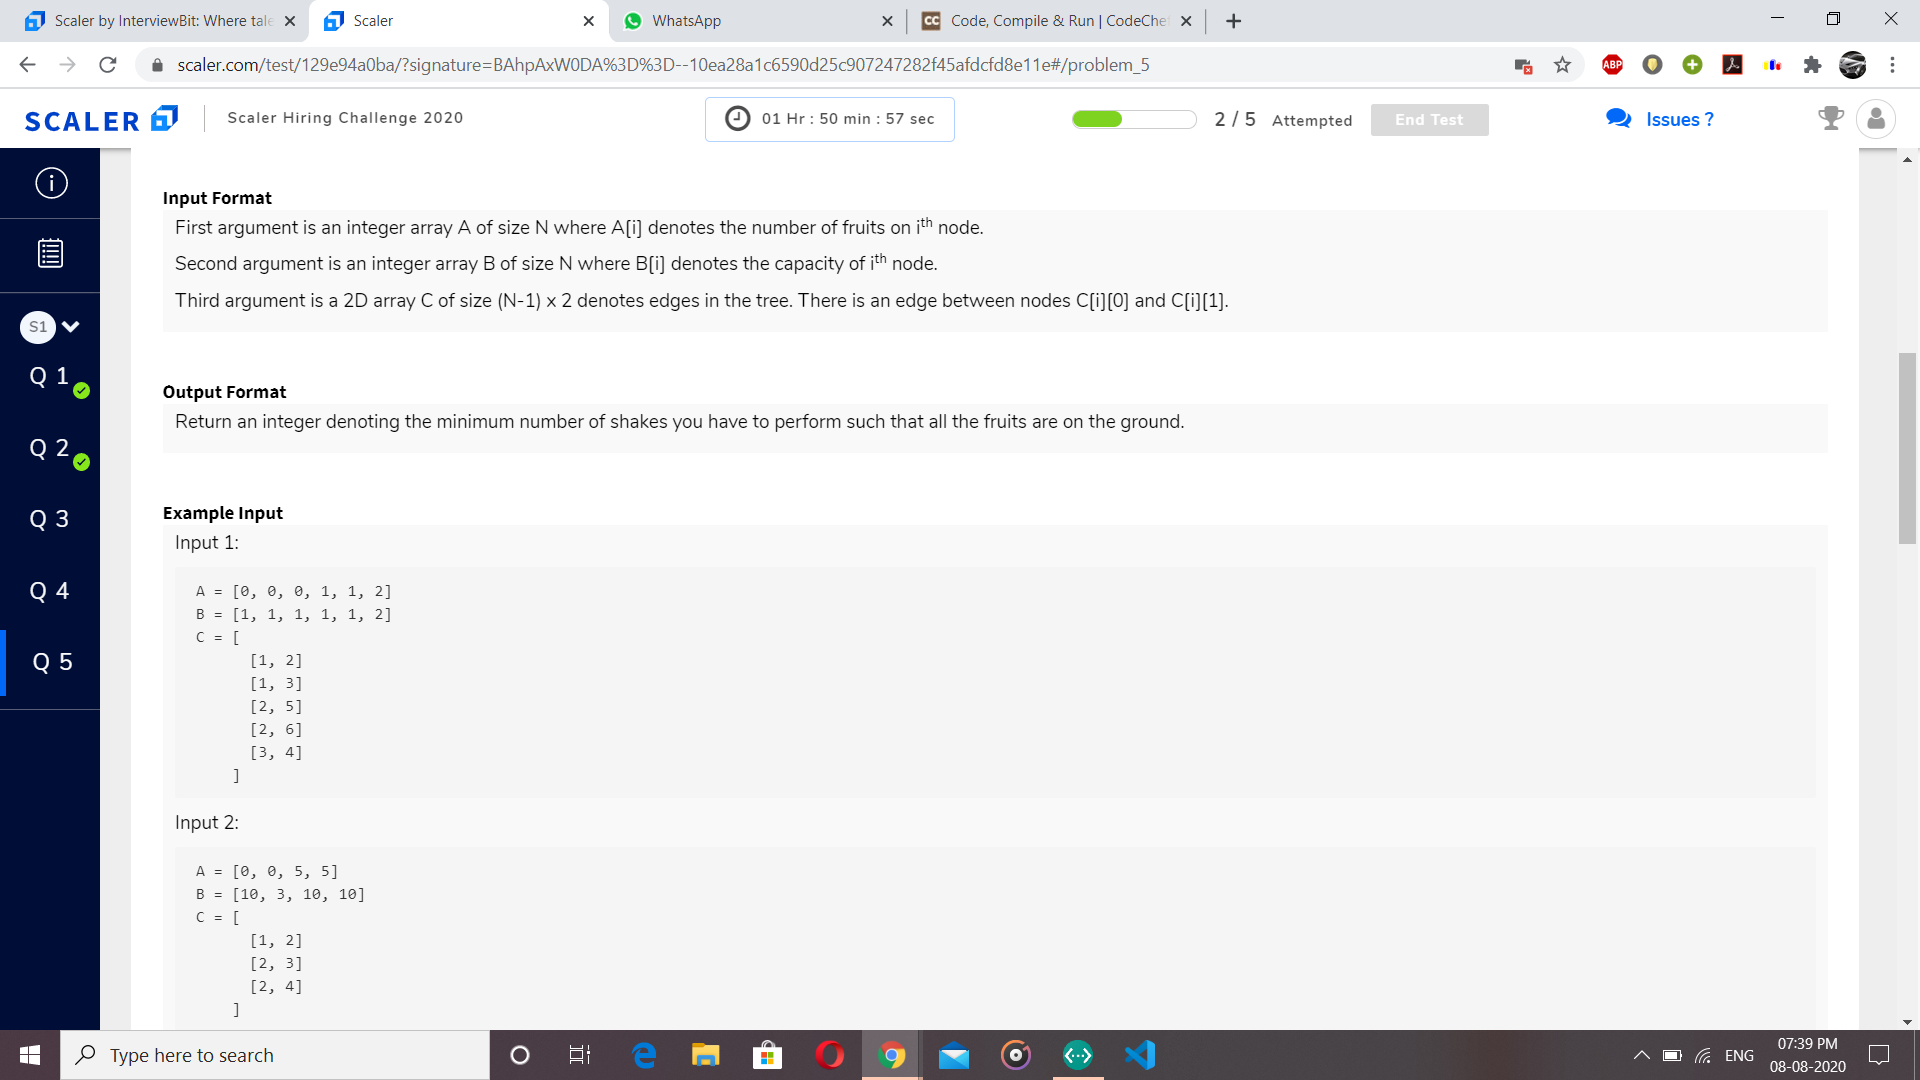 Scaler by InterviewBit: Where tale
Scaler
WhatsApp
CC Code, Compile & Run | CodeChef
scaler.com/test/129e94a0ba/?signature=BAhpAxW0DA%3D%3D--10ea28a1c6590d25c907247282f45afdcfd8e11e#/problem_5
ABP
SCALER
Scaler Hiring Challenge 2020
01 Hr : 50 min : 57 sec
2 / 5 Attempted
End Test
Issues ?
S1
Q 1
Q 2
Q 3
Q 4
Q 5
Input Format
First argument is an integer array A of size N where A[i] denotes the number of fruits on ith node.
Second argument is an integer array B of size N where B[i] denotes the capacity of ith node.
Third argument is a 2D array C of size (N-1) x 2 denotes edges in the tree. There is an edge between nodes C[i][0] and C[i][1].
Output Format
Return an integer denoting the minimum number of shakes you have to perform such that all the fruits are on the ground.
Example Input
Input 1:
A = [0, 0, 0, 1, 1, 2]
B = [1, 1, 1, 1, 1, 2]
C = [
[1, 2]
[1, 3]
[2, 5]
[2, 6]
[3, 4]
]
Input 2:
A = [0, 0, 5, 5]
B = [10, 3, 10, 10]
C = [
[1, 2]
[2, 3]
[2, 4]
]
Type here to search
ENG
07:39 PM
08-08-2020